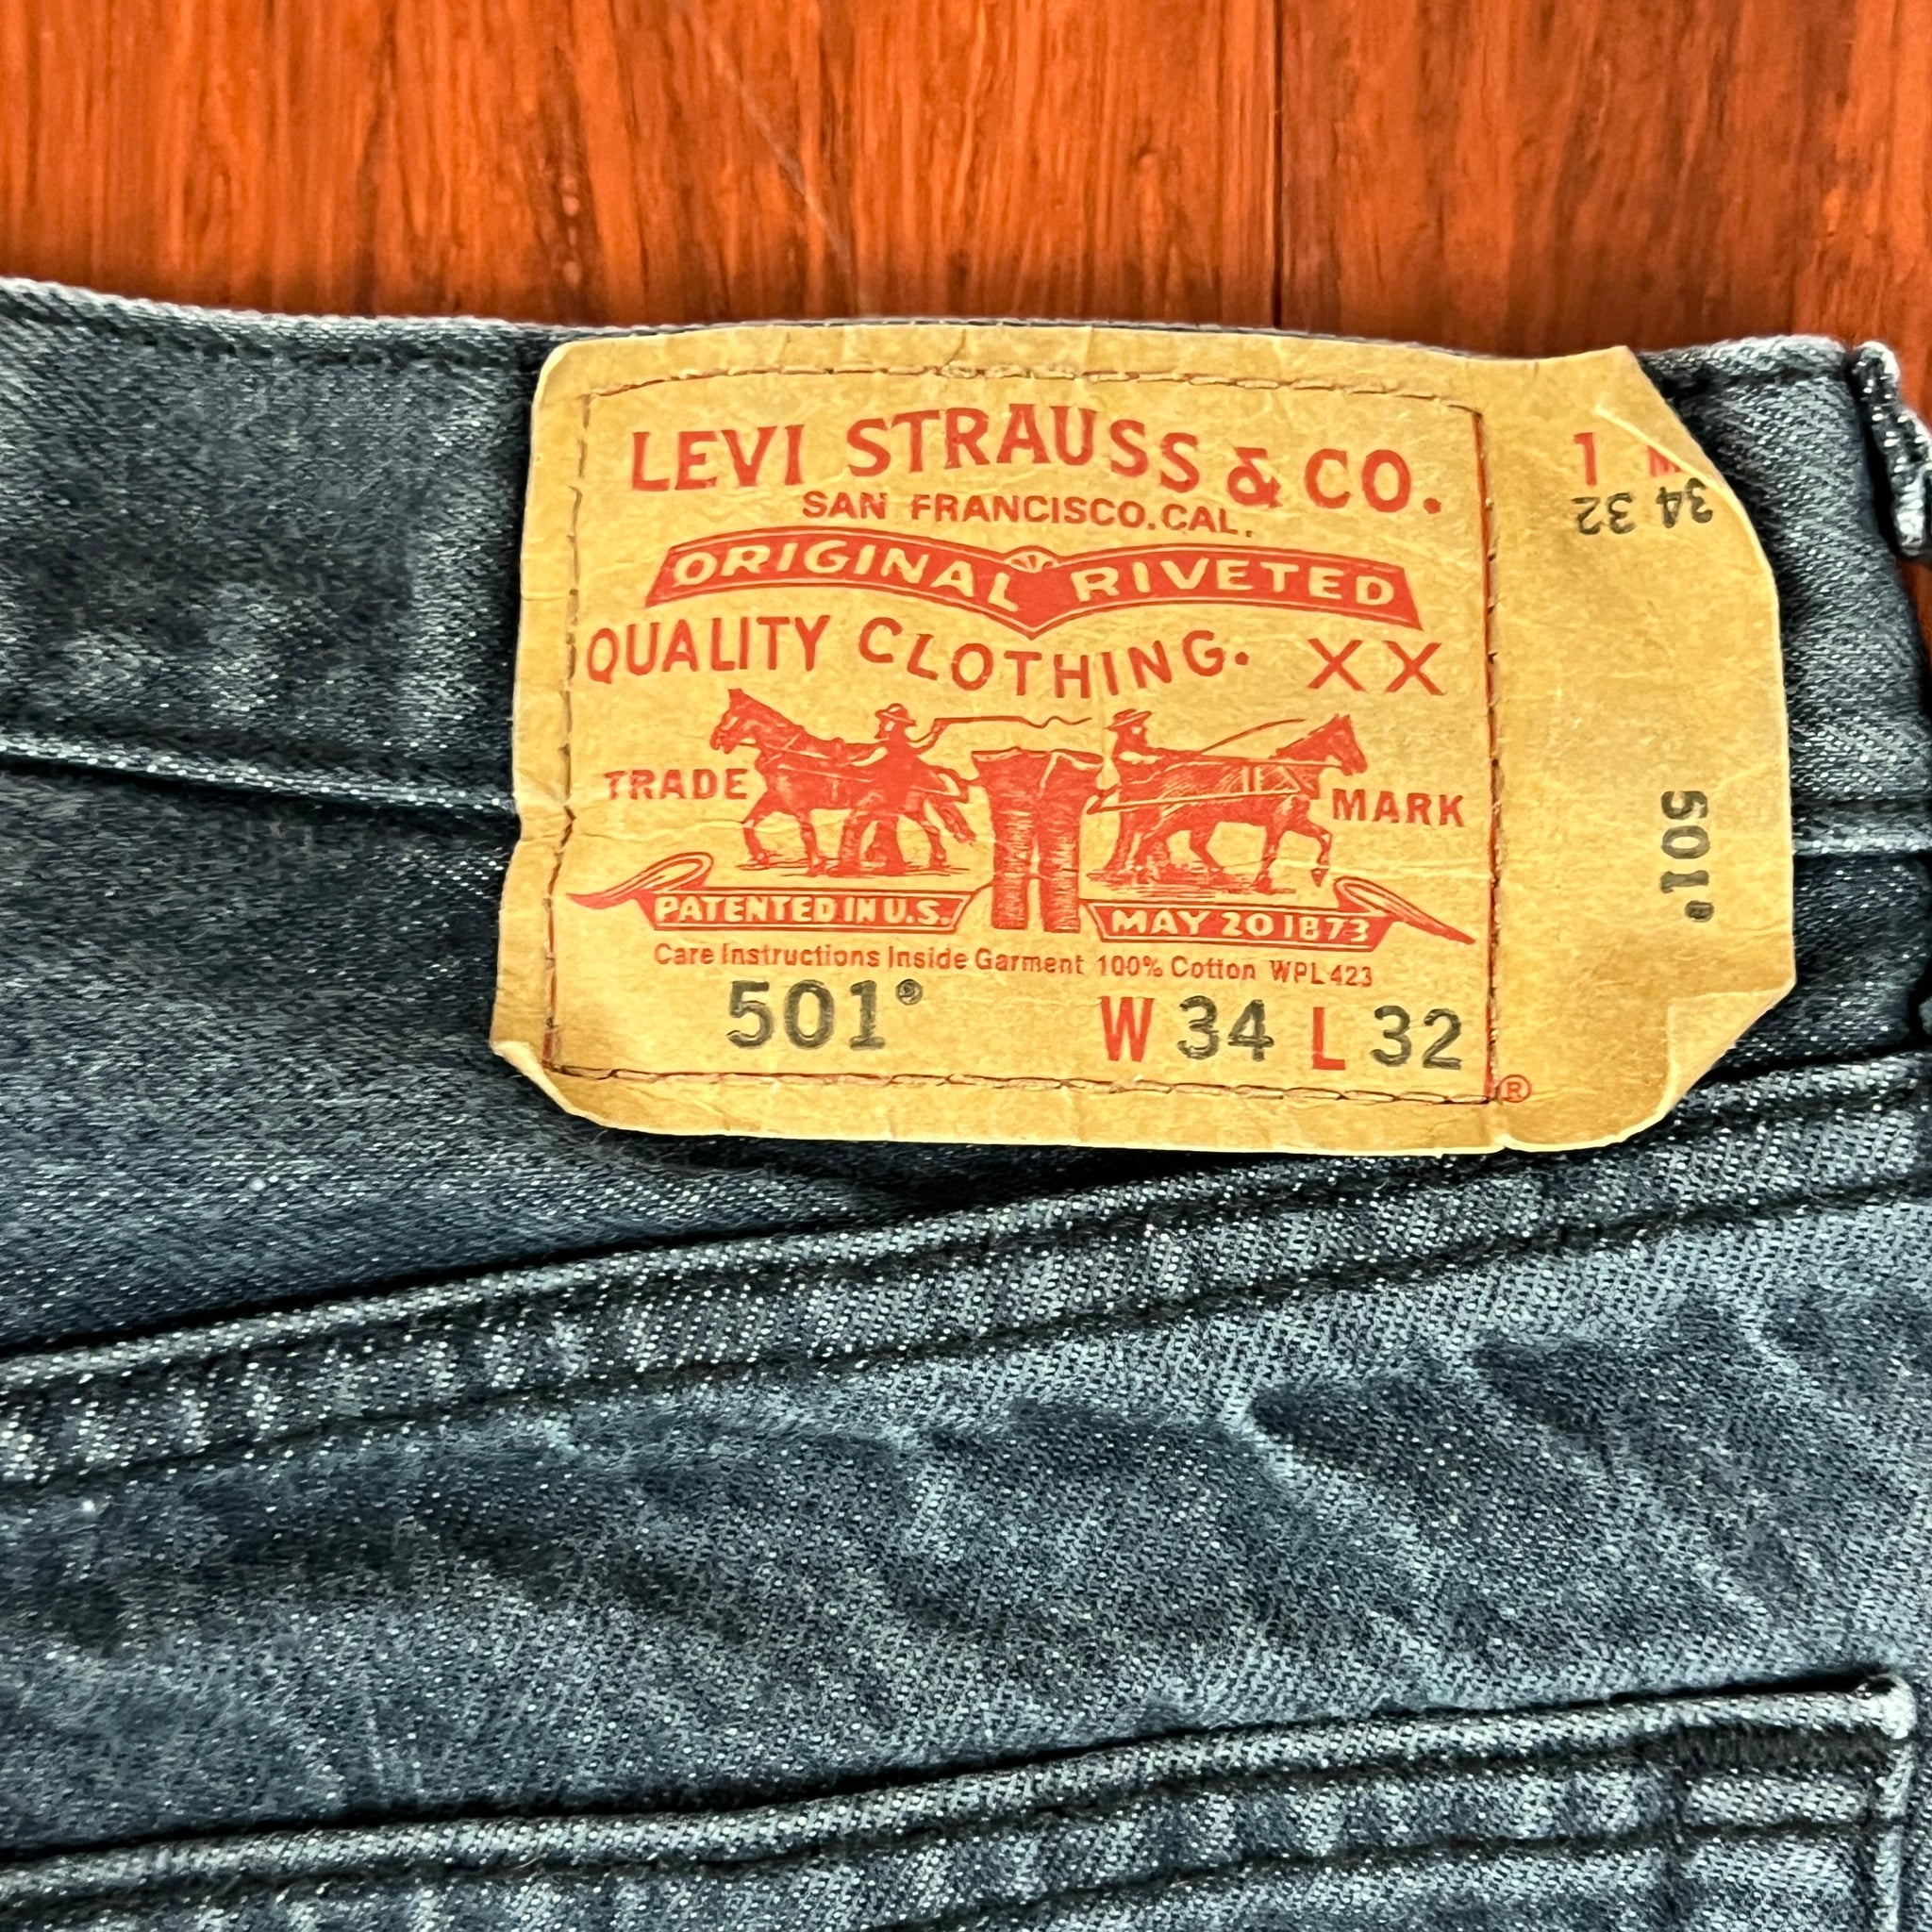 LEVI STRAUSS & CO.
SAN FRANCISCO, CAL.
ORIGINAL RIVETED
QUALITY CLOTHING. XX
TRADE MARK
PATENTED IN U.S. MAY 20 1873
Care Instructions Inside Garment 100% Cotton WPL 423
501® W 34 L 32
®
1
34 32
501®